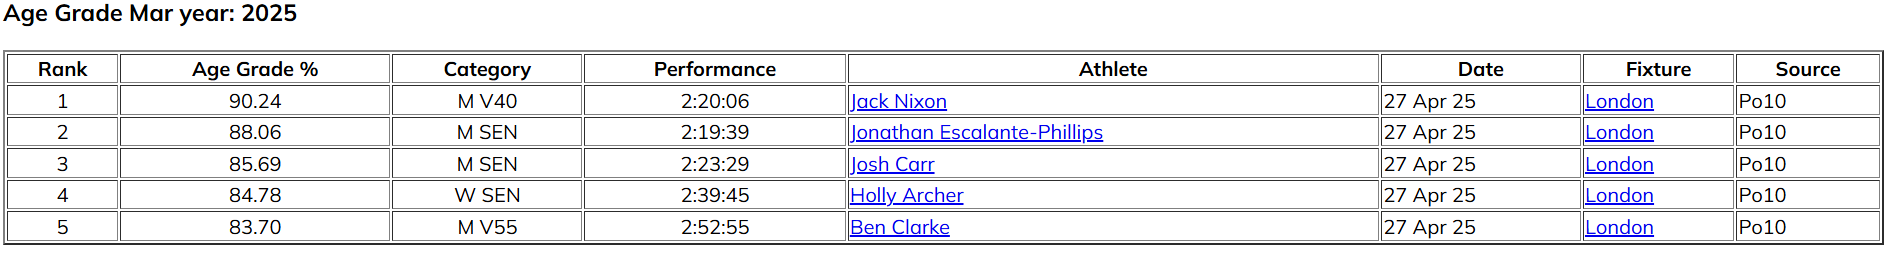 Age Grade Mar year: 2025
Rank Age Grade % Category Performance Athlete Date Fixture Source
1 90.24 M V40 2:20:06 Jack Nixon 27 Apr 25 London Po10
2 88.06 M SEN 2:19:39 Jonathan Escalante-Phillips 27 Apr 25 London Po10
3 85.69 M SEN 2:23:29 Josh Carr 27 Apr 25 London Po10
4 84.78 W SEN 2:39:45 Holly Archer 27 Apr 25 London Po10
5 83.70 M V55 2:52:55 Ben Clarke 27 Apr 25 London Po10